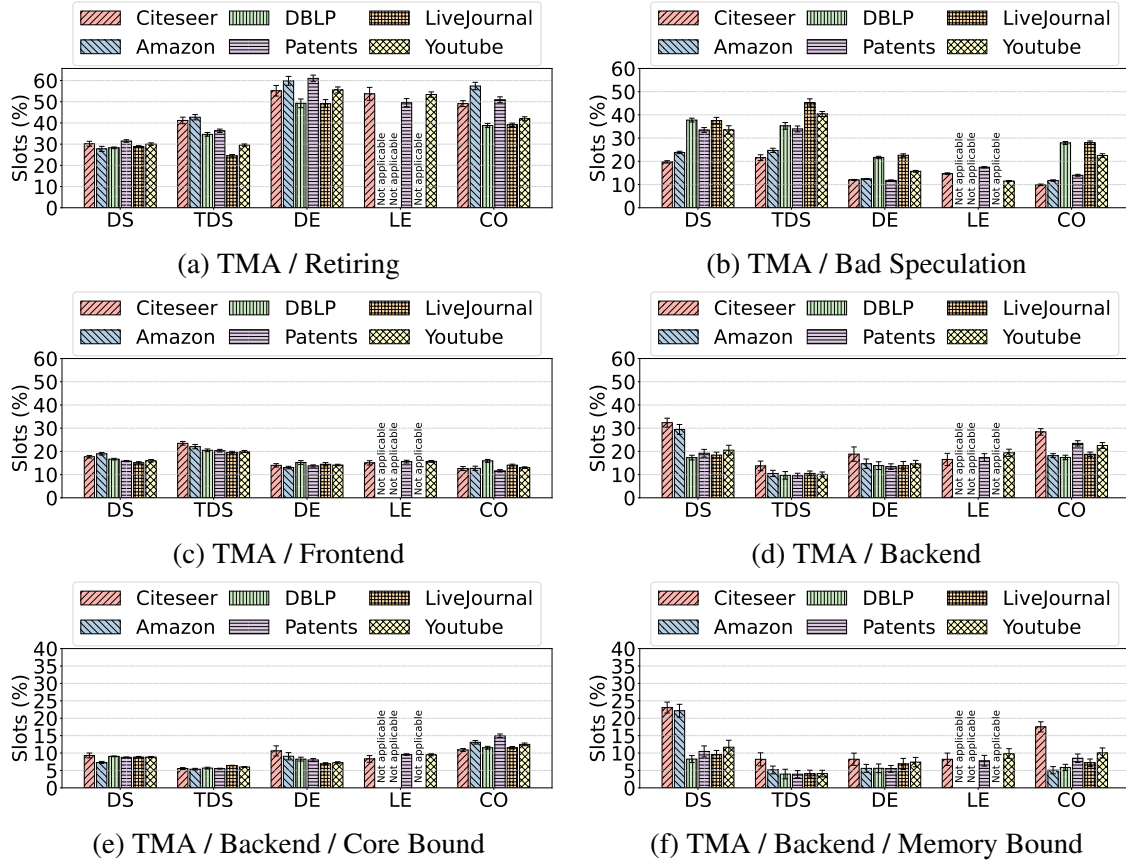 Citeseer DBLP LiveJournal
Amazon Patents Youtube
Slots (%)
60
50
40
30
20
10
0
Not applicable
Not applicable
Not applicable
DS TDS DE LE CO
(a) TMA / Retiring
Citeseer DBLP LiveJournal
Amazon Patents Youtube
Slots (%)
60
50
40
30
20
10
0
Not applicable
Not applicable
Not applicable
DS TDS DE LE CO
(b) TMA / Bad Speculation
Citeseer DBLP LiveJournal
Amazon Patents Youtube
Slots (%)
60
50
40
30
20
10
0
Not applicable
Not applicable
Not applicable
DS TDS DE LE CO
(c) TMA / Frontend
Citeseer DBLP LiveJournal
Amazon Patents Youtube
Slots (%)
60
50
40
30
20
10
0
Not applicable
Not applicable
Not applicable
DS TDS DE LE CO
(d) TMA / Backend
Citeseer DBLP LiveJournal
Amazon Patents Youtube
Slots (%)
40
35
30
25
20
15
10
5
0
Not applicable
Not applicable
Not applicable
DS TDS DE LE CO
(e) TMA / Backend / Core Bound
Citeseer DBLP LiveJournal
Amazon Patents Youtube
Slots (%)
40
35
30
25
20
15
10
5
0
Not applicable
Not applicable
Not applicable
DS TDS DE LE CO
(f) TMA / Backend / Memory Bound